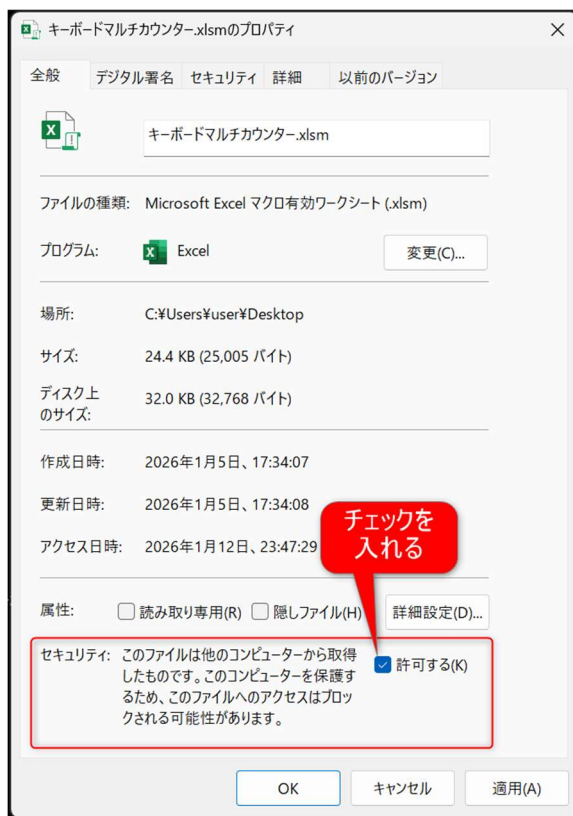 キーボードマルチカウンター.xlsmのプロパティ
全般 デジタル署名 セキュリティ 詳細 以前のバージョン
キーボードマルチカウンター.xlsm
ファイルの種類: Microsoft Excel マクロ有効ワークシート (.xlsm)
プログラム: Excel 変更(C)...
場所: C:¥Users¥user¥Desktop
サイズ: 24.4 KB (25,005 バイト)
ディスク上
のサイズ: 32.0 KB (32,768 バイト)
作成日時: 2026年1月5日、17:34:07
更新日時: 2026年1月5日、17:34:08
チェックを
入れる
アクセス日時: 2026年1月12日、23:47:29
属性: 読み取り専用(R) 隠しファイル(H) 詳細設定(D)...
セキュリティ: このファイルは他のコンピューターから取得
したものです。このコンピューターを保護す
るため、このファイルへのアクセスはブロッ
クされる可能性があります。
許可する(K)
OK キャンセル 適用(A)